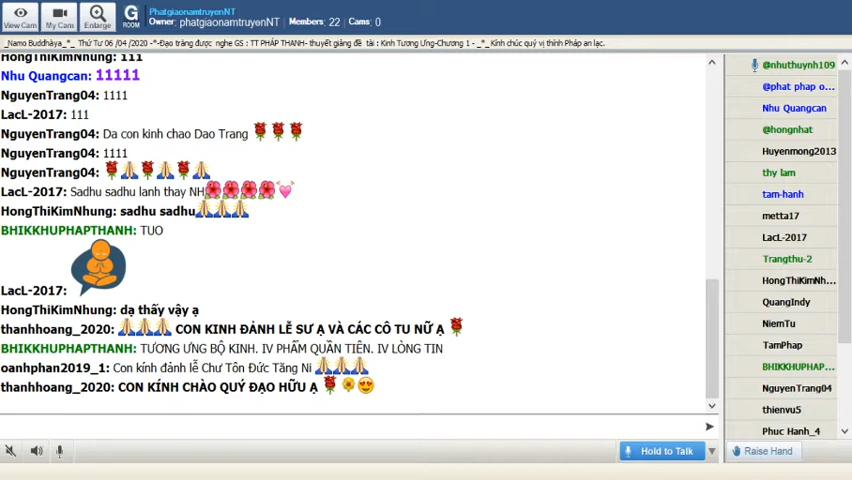 PhatgiaonamtruyenNT
Owner: phatgiaonamtruyenNT Members: 22 Cams: 0
View Cam My Cam Enlarge G ROOM
_Namo Buddhàya_*_ Thứ Tư 06 /04 /2020 -*-Đạo tràng được nghe GS : TT PHÁP THANH- thuyết giảng đề tài : Kinh Tương Ưng-Chương 1 - _*_Kính chúc quý vị thính Pháp an lạc.
HongThiKimNhung: 111
Nhu Quangcan: 11111
NguyenTrang04: 1111
LacL-2017: 111
NguyenTrang04: Da con kinh chao Dao Trang
NguyenTrang04: 1111
NguyenTrang04:
LacL-2017: Sadhu sadhu lanh thay NH
HongThiKimNhung: sadhu sadhu
BHIKKHUPHAPTHANH: TUO
LacL-2017:
HongThiKimNhung: dạ thấy vậy ạ
thanhhoang_2020: CON KINH ĐẢNH LỄ SƯ Ạ VÀ CÁC CÔ TU NỮ Ạ
BHIKKHUPHAPTHANH: TƯƠNG ƯNG BỘ KINH. IV PHẨM QUẦN TIÊN. IV LÒNG TIN
oanhphan2019_1: Con kính đảnh lễ Chư Tôn Đức Tăng Ni
thanhhoang_2020: CON KÍNH CHÀO QUÝ ĐẠO HỮU Ạ
@nhuthuynh109
@phat phap o...
Nhu Quangcan
@hongnhat
Huyenmong2013
thy lam
tam-hanh
metta17
LacL-2017
Trangthu-2
HongThiKimNh...
QuangIndy
NiemTu
TamPhap
BHIKKHUPHAP...
NguyenTrang04
thienvu5
Phuc Hanh_4
Hold to Talk
Raise Hand